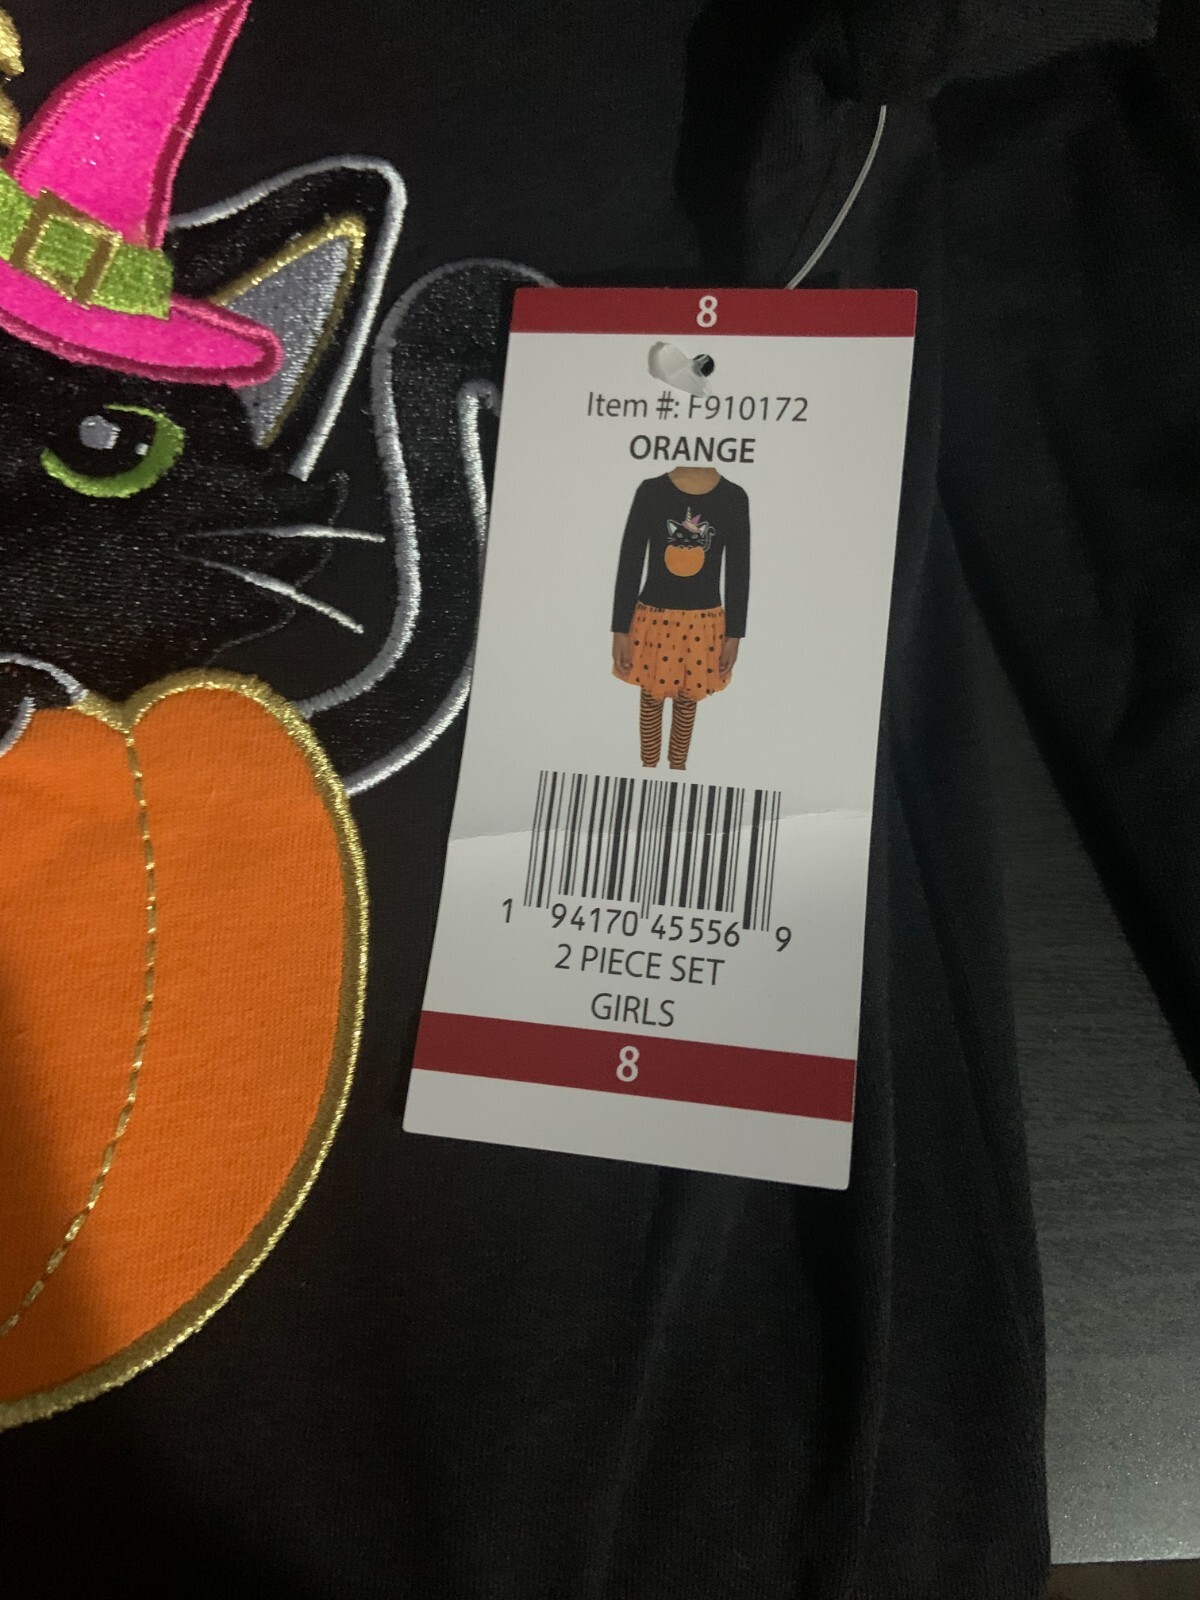 8
Item #: F910172
ORANGE
1 94170 45556 9
2 PIECE SET
GIRLS
8